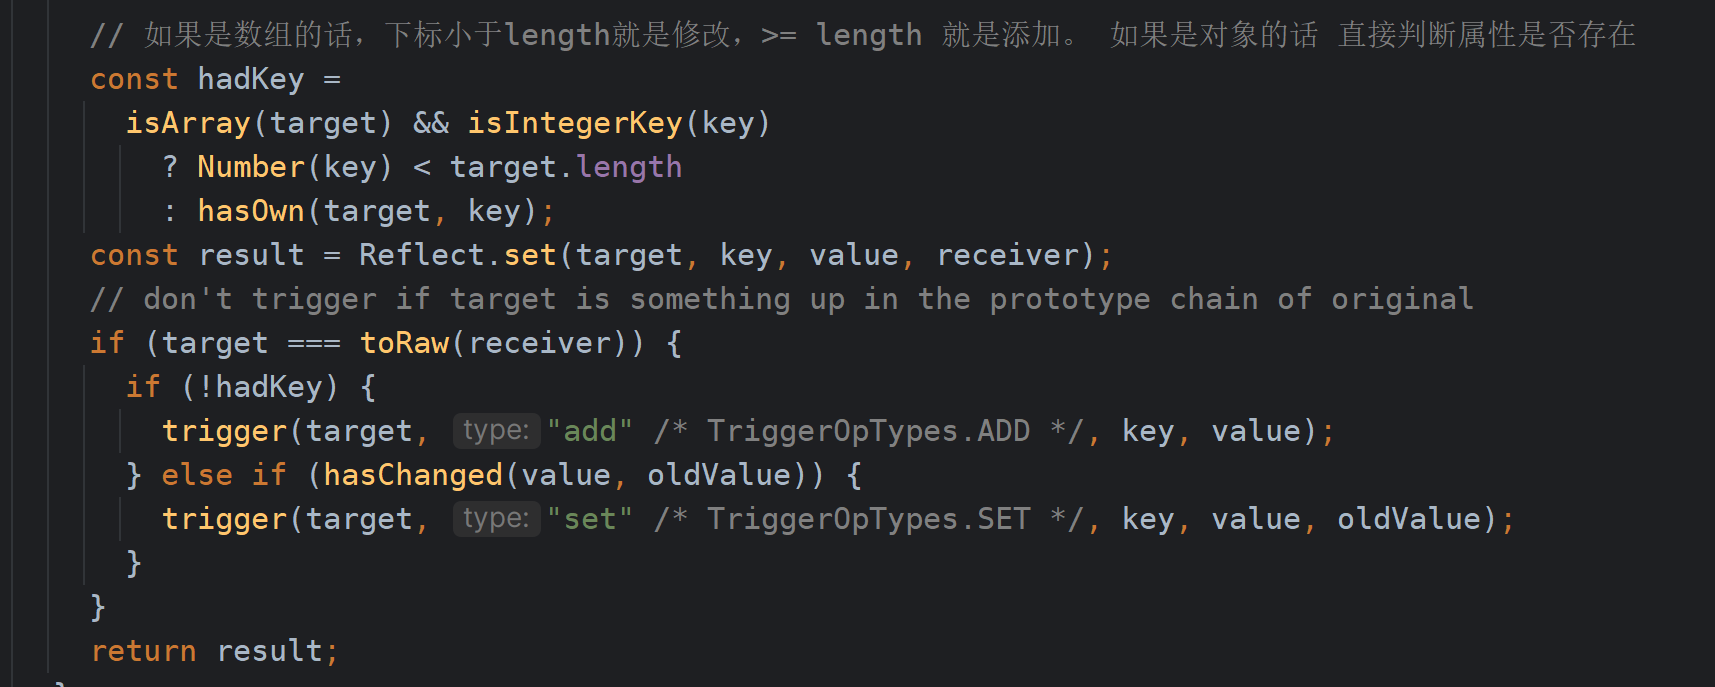 // 如果是数组的话，下标小于length就是修改，>= length 就是添加。 如果是对象的话 直接判断属性是否存在
const hadKey =
isArray(target) && isIntegerKey(key)
? Number(key) < target.length
: hasOwn(target, key);
const result = Reflect.set(target, key, value, receiver);
// don't trigger if target is something up in the prototype chain of original
if (target === toRaw(receiver)) {
if (!hadKey) {
trigger(target, type: "add" /* TriggerOpTypes.ADD */, key, value);
} else if (hasChanged(value, oldValue)) {
trigger(target, type: "set" /* TriggerOpTypes.SET */, key, value, oldValue);
}
}
return result;
}